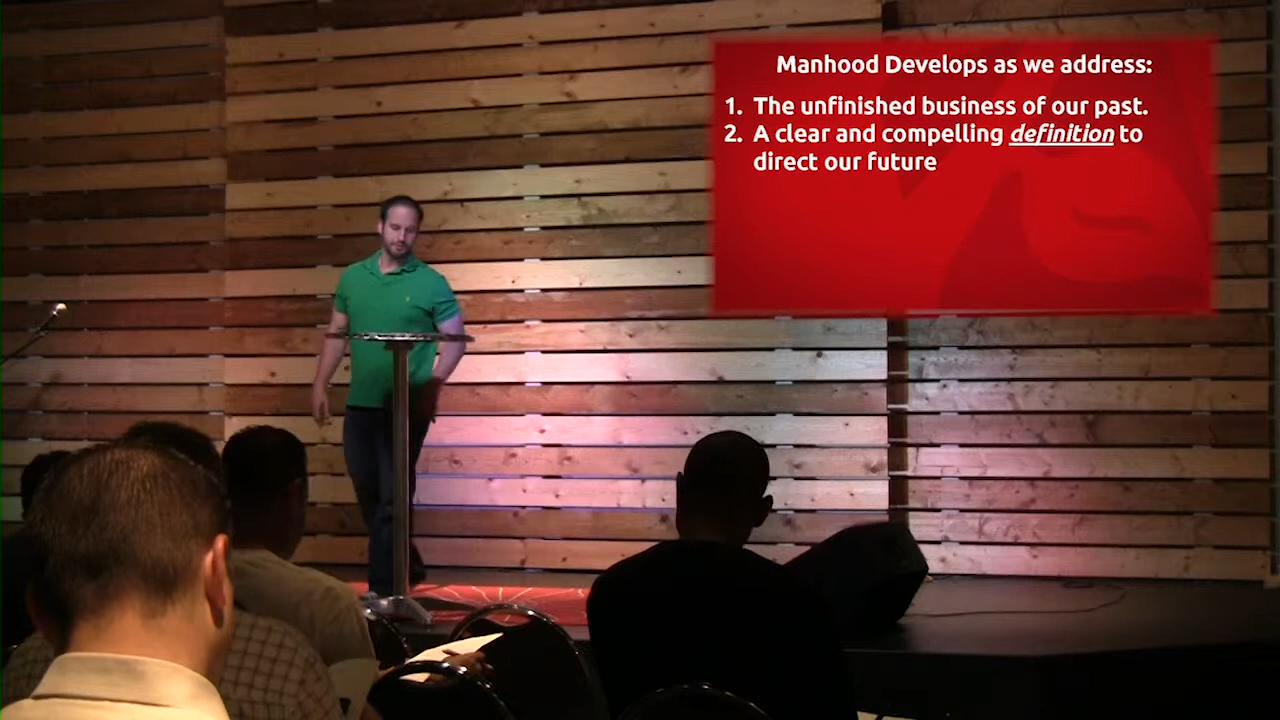 Manhood Develops as we address:
1. The unfinished business of our past.
2. A clear and compelling definition to
direct our future